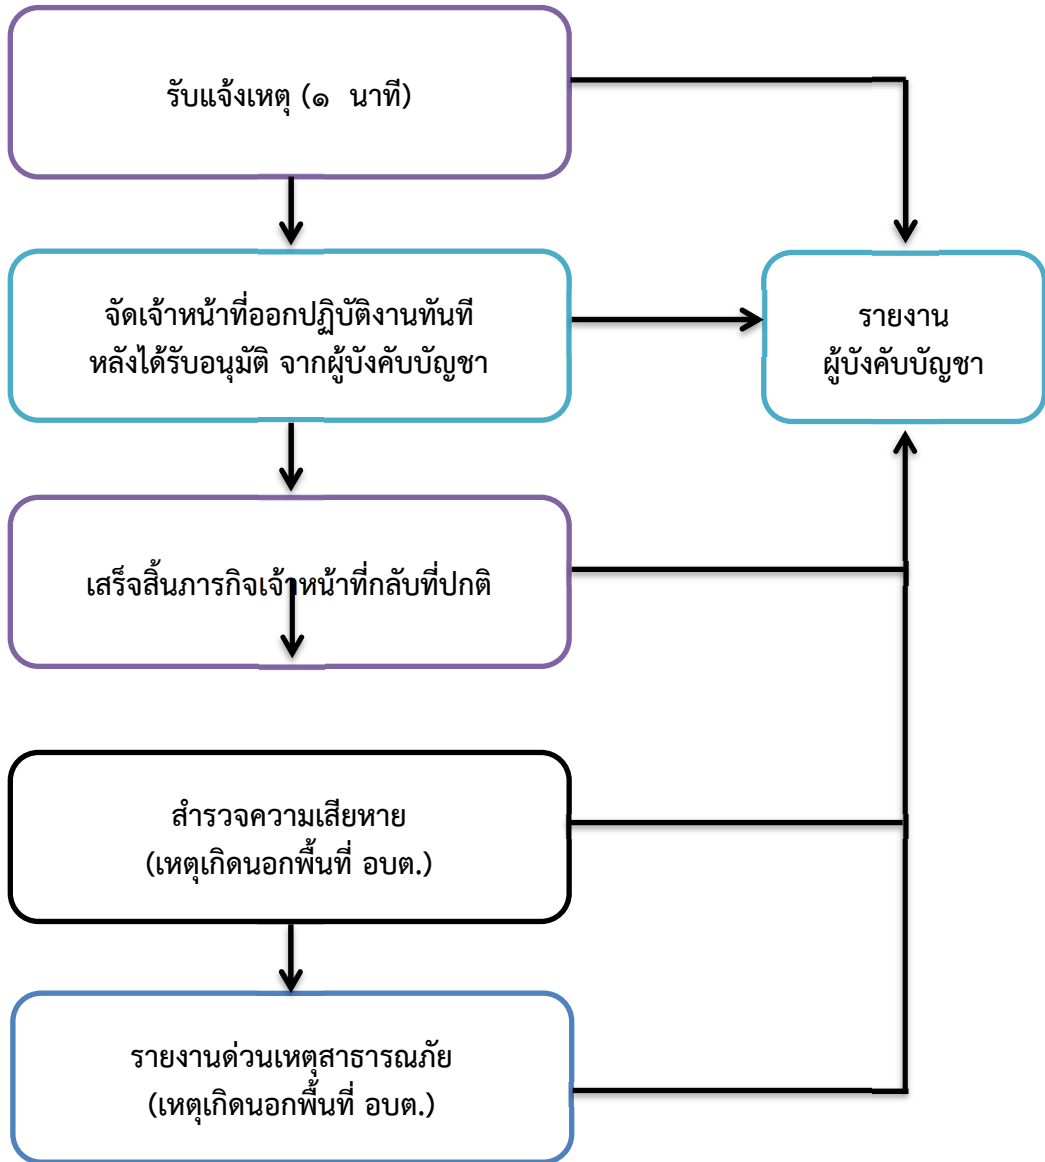 รับแจ้งเหตุ (๑ นาที)
จัดเจ้าหน้าที่ออกปฏิบัติงานทันที
หลังได้รับอนุมัติ จากผู้บังคับบัญชา
รายงาน
ผู้บังคับบัญชา
เสร็จสิ้นภารกิจเจ้าหน้าที่กลับที่ปกติ
สำรวจความเสียหาย
(เหตุเกิดนอกพื้นที่ อบต.)
รายงานด่วนเหตุสาธารณภัย
(เหตุเกิดนอกพื้นที่ อบต.)